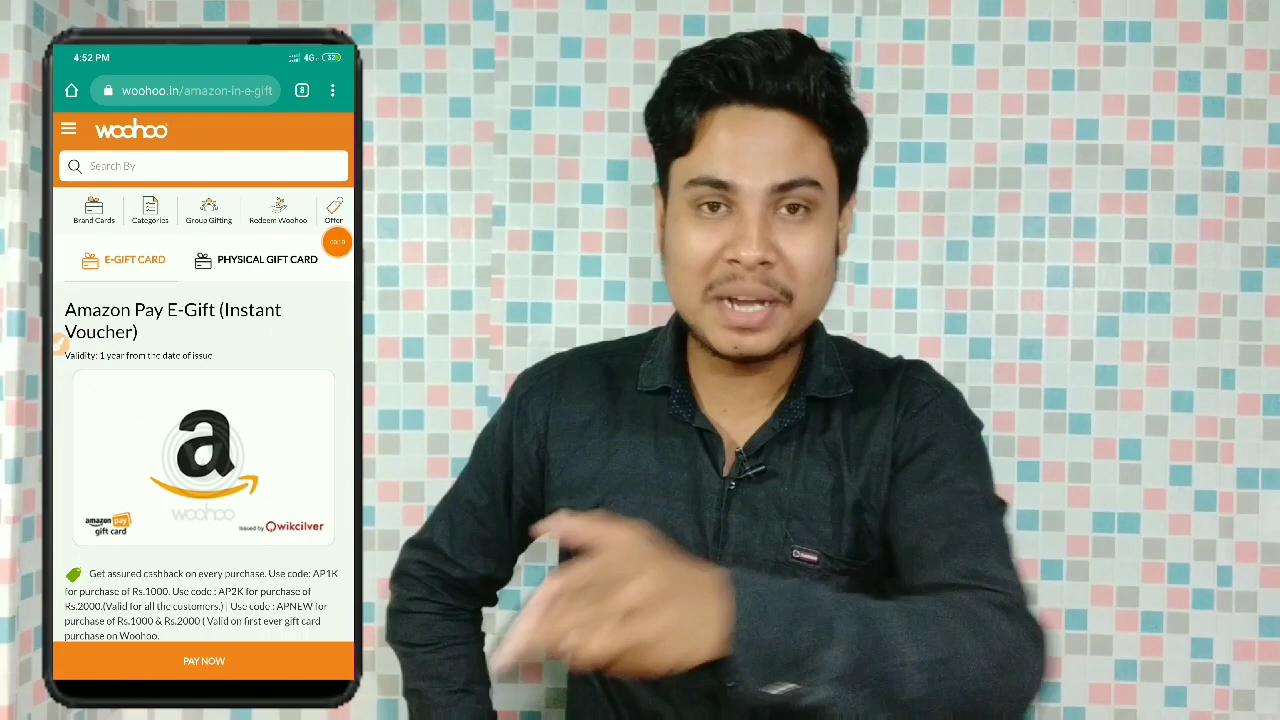 4:52 PM
4G
32
woohoo.in/amazon-in-e-gift
8
woohoo
Search By
Brand Cards
Categories
Group Gifting
Redeem Woohoo
Offer
00:10
E-GIFT CARD
PHYSICAL GIFT CARD
Amazon Pay E-Gift (Instant
Voucher)
Validity: 1 year from the date of issue
a
woohoo
amazon pay
gift card
Issued by Qwikcilver
Get assured cashback on every purchase. Use code: AP1K
for purchase of Rs.1000. Use code : AP2K for purchase of
Rs.2000.(Valid for all the customers.) | Use code : APNEW for
purchase of Rs.1000 & Rs.2000 ( Valid on first ever gift card
purchase on Woohoo.
PAY NOW